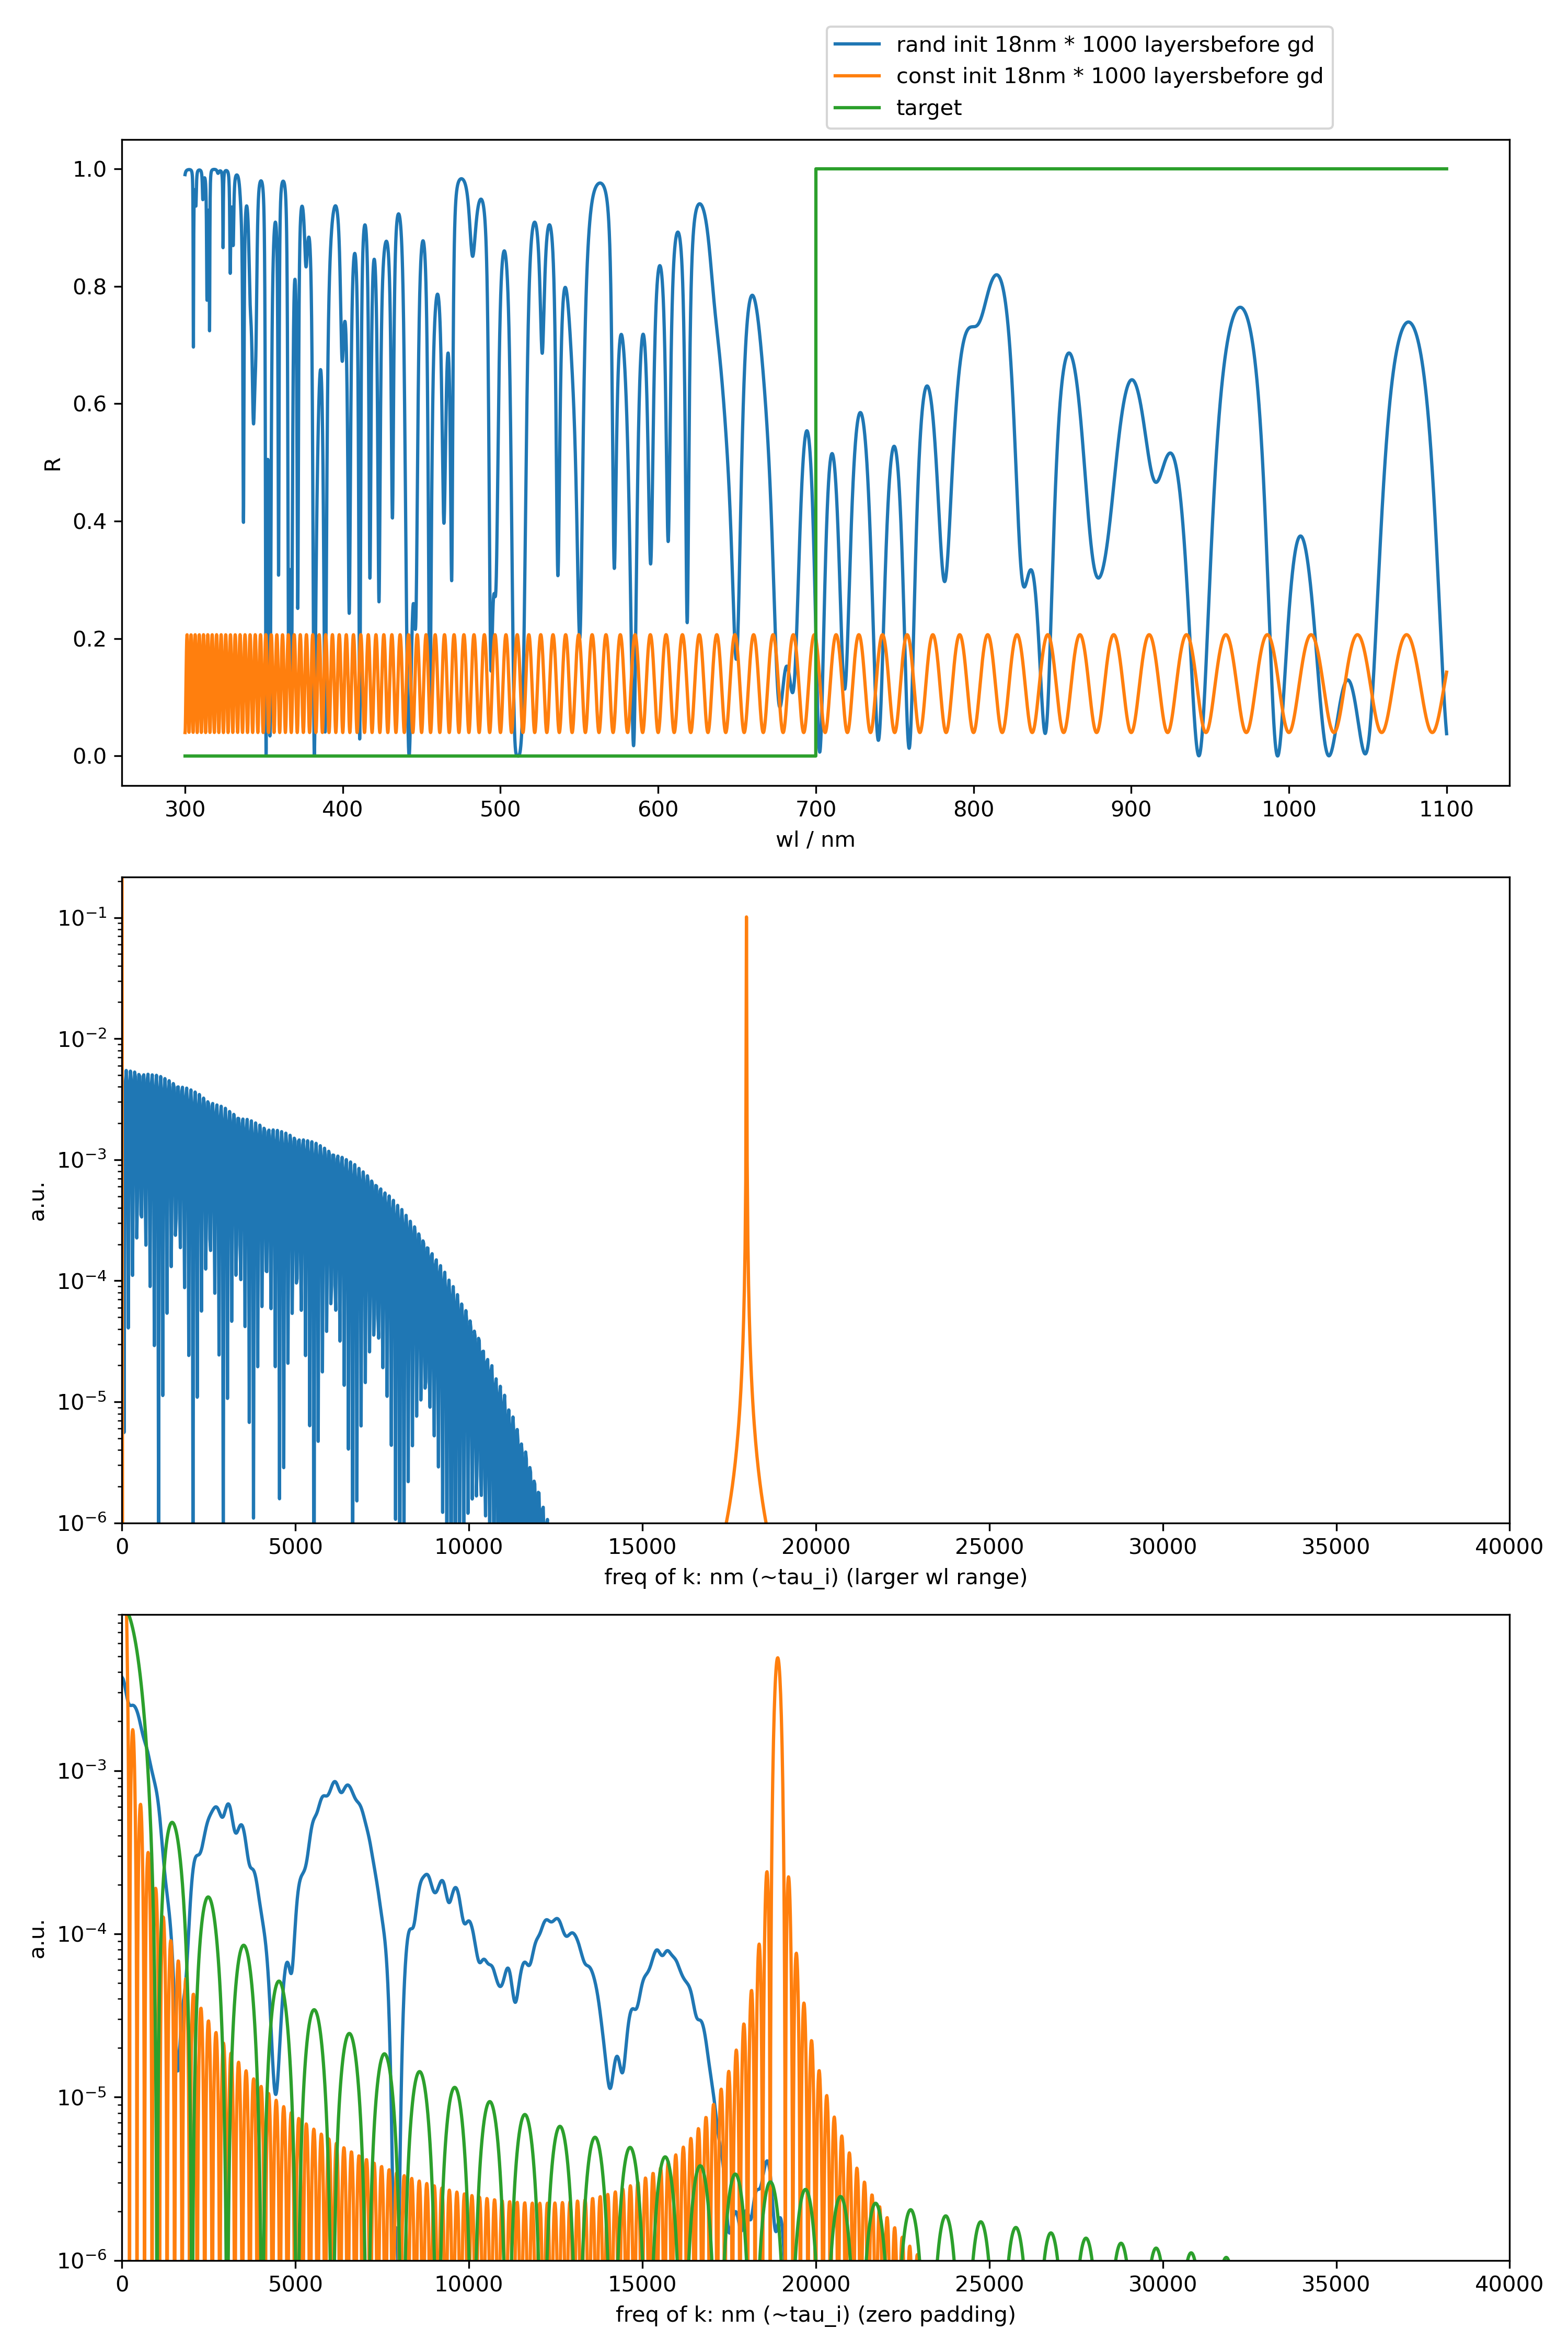 rand init 18nm * 1000 layersbefore gd
const init 18nm * 1000 layersbefore gd
target
1.0
0.8
0.6
0.4
0.2
0.0
R
300 400 500 600 700 800 900 1000 1100
wl / nm
10⁻¹
10⁻²
10⁻³
10⁻⁴
10⁻⁵
10⁻⁶
a.u.
0 5000 10000 15000 20000 25000 30000 35000 40000
freq of k: nm (~tau_i) (larger wl range)
10⁻³
10⁻⁴
10⁻⁵
10⁻⁶
a.u.
0 5000 10000 15000 20000 25000 30000 35000 40000
freq of k: nm (~tau_i) (zero padding)